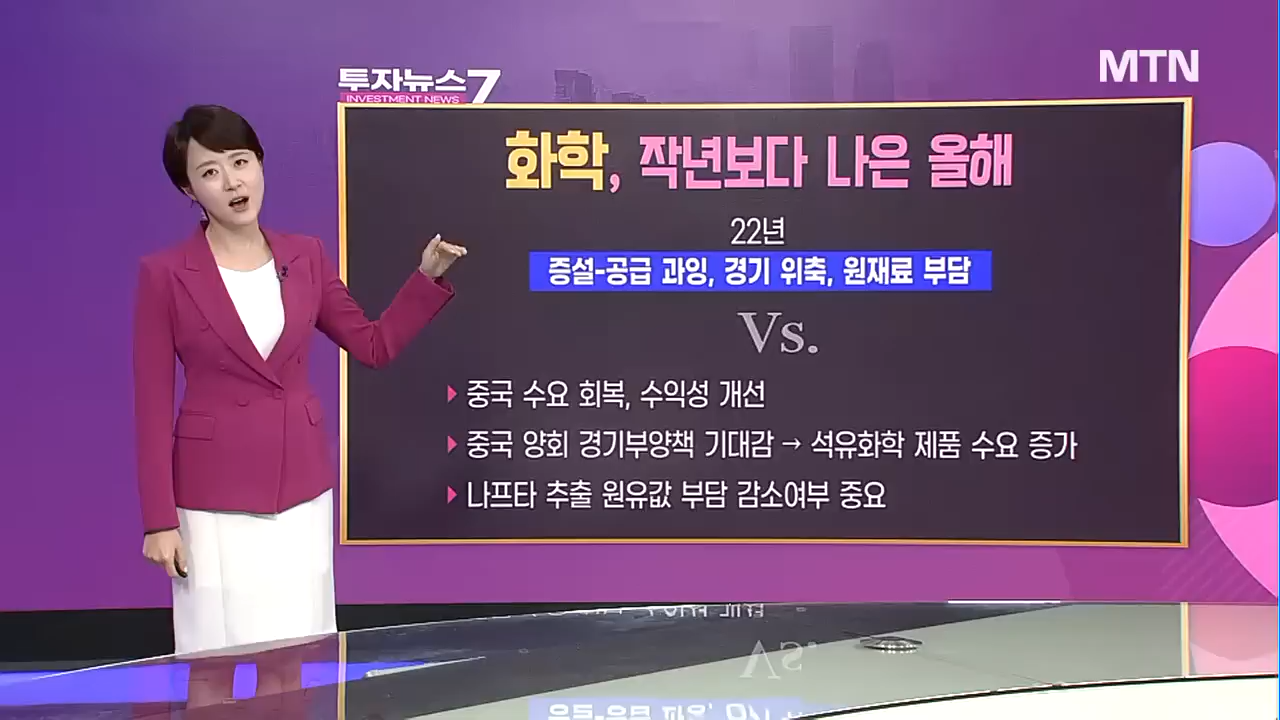 투자뉴스7
INVESTMENT NEWS
MTN
화학, 작년보다 나은 올해
22년
증설-공급 과잉, 경기 위축, 원재료 부담
Vs.
중국 수요 회복, 수익성 개선
중국 양회 경기부양책 기대감 → 석유화학 제품 수요 증가
나프타 추출 원유값 부담 감소여부 중요